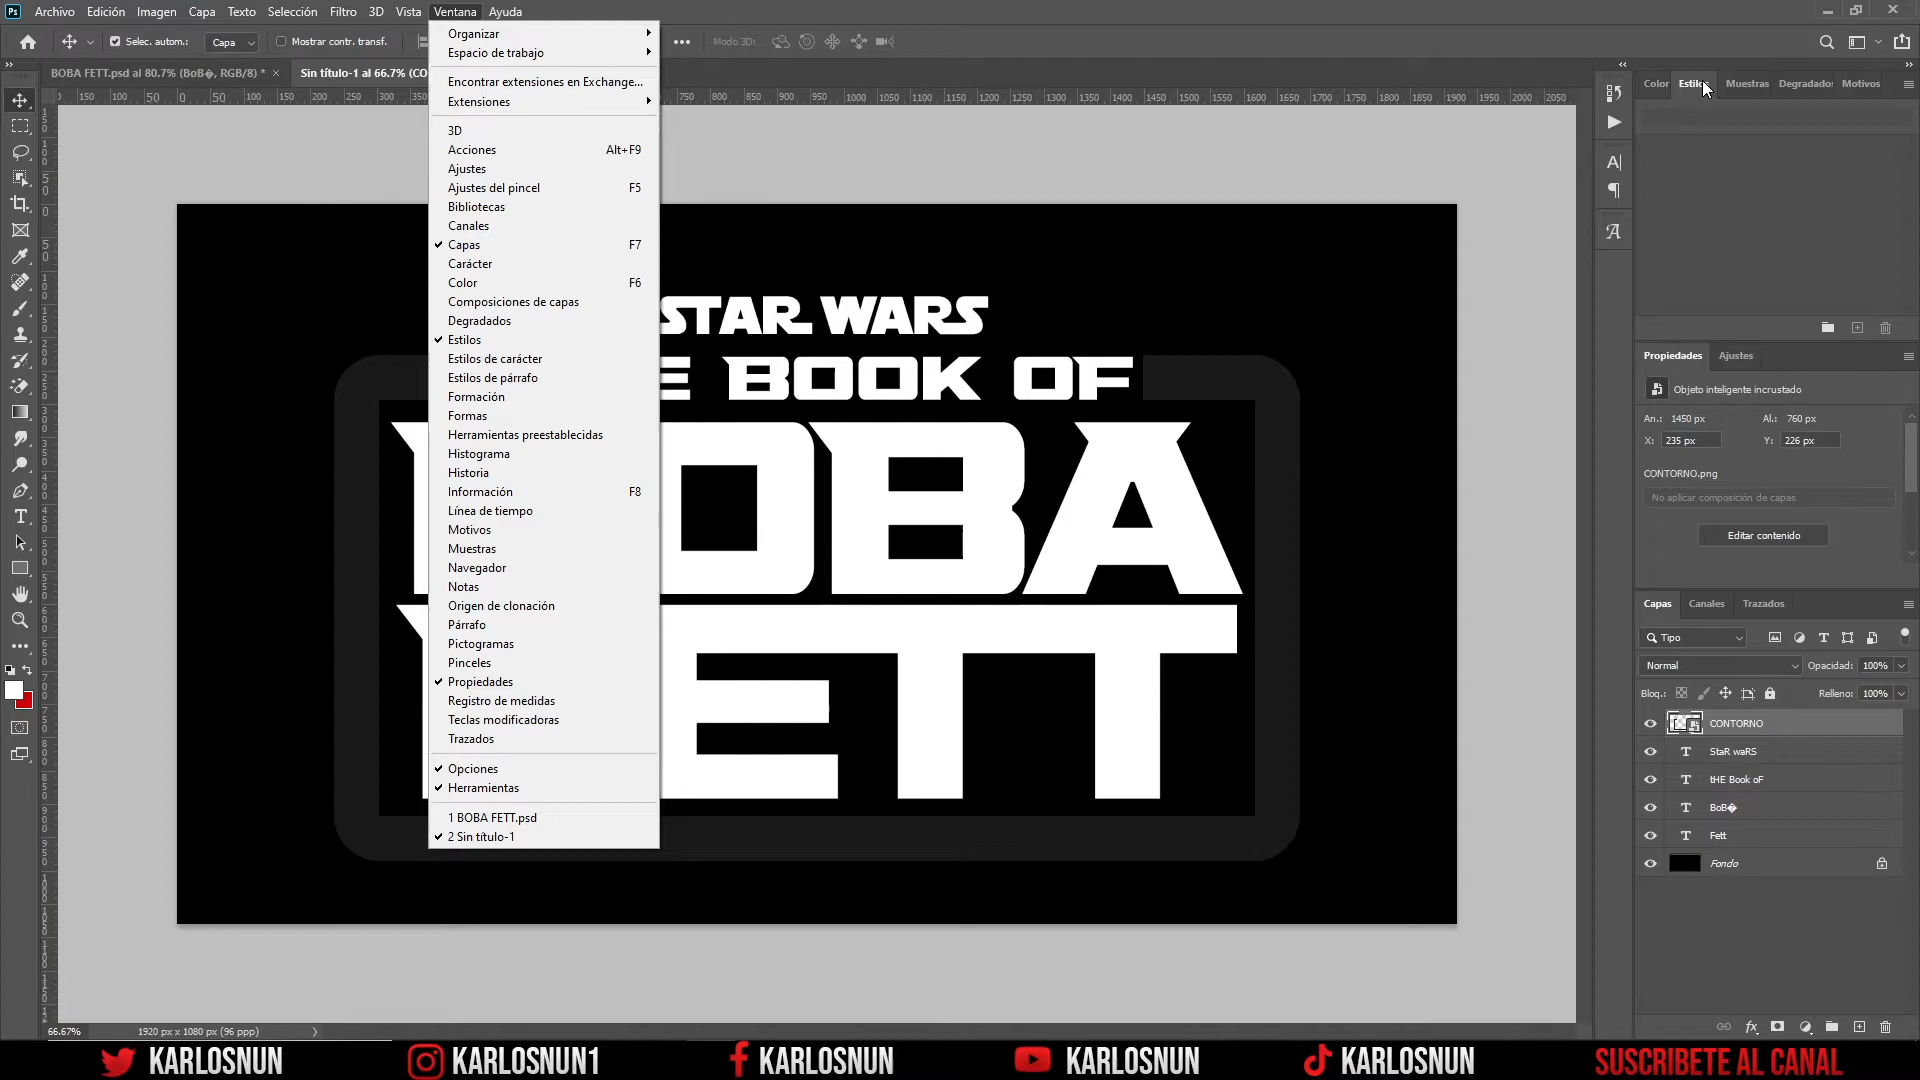 Ps Archivo Edición Imagen Capa Texto Selección Filtro 3D Vista Ventana Ayuda
Selec. autom.: Capa Mostrar contr. transf. Modo 3D:
BOBA FETT.psd al 80.7% (BoB�, RGB/8) * × Sin título-1 al 66.7% (CO
Organizar
Espacio de trabajo
Encontrar extensiones en Exchange...
Extensiones
3D
Acciones Alt+F9
Ajustes
Ajustes del pincel F5
Bibliotecas
Canales
Capas F7
Carácter
Color F6
Composiciones de capas
Degradados
Estilos
Estilos de carácter
Estilos de párrafo
Formación
Formas
Herramientas preestablecidas
Histograma
Historia
Información F8
Línea de tiempo
Motivos
Muestras
Navegador
Notas
Origen de clonación
Párrafo
Pictogramas
Pinceles
Propiedades
Registro de medidas
Teclas modificadoras
Trazados
Opciones
Herramientas
1 BOBA FETT.psd
2 Sin título-1
STAR WARS
E BOOK OF
OBA
ETT
Color Estilos Muestras Degradados Motivos
Propiedades Ajustes
Objeto inteligente incrustado
An.: 1450 px Al.: 760 px
X: 235 px Y: 226 px
CONTORNO.png
No aplicar composición de capas
Editar contenido
Capas Canales Trazados
Tipo
Normal Opacidad: 100%
Bloq.: Relleno: 100%
CONTORNO
StaR waRS
tHE Book oF
BoB�
Fett
Fondo
66.67% 1920 px x 1080 px (96 ppp)
KARLOSNUN KARLOSNUN1 KARLOSNUN KARLOSNUN KARLOSNUN SUSCRIBETE AL CANAL